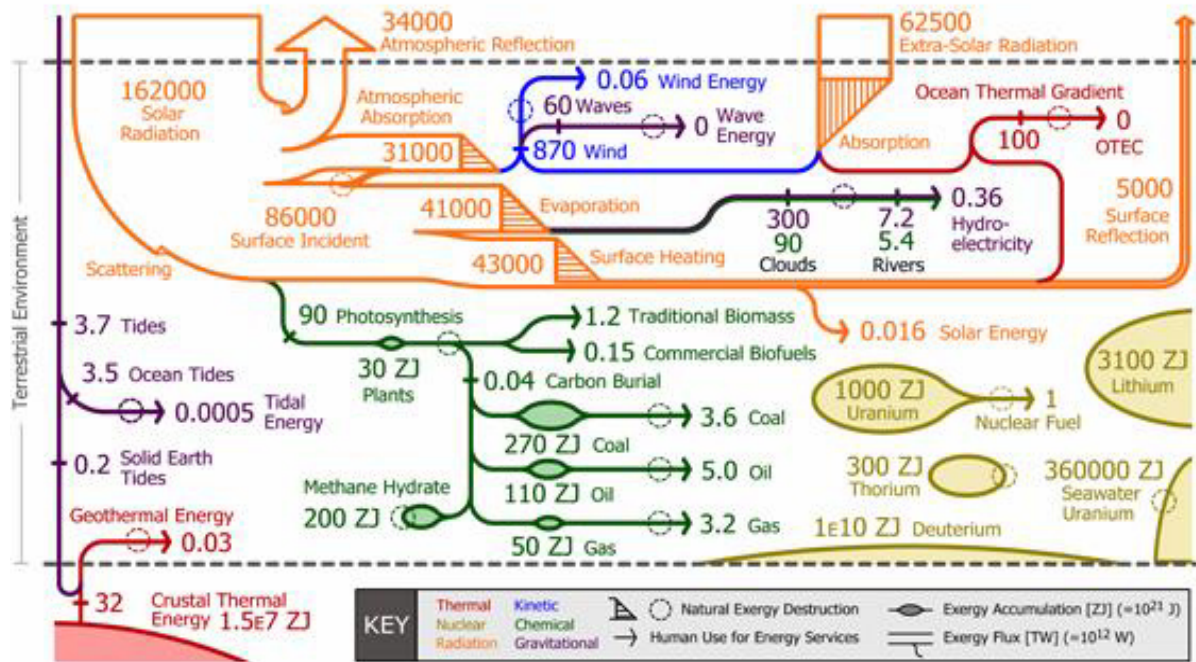 34000
Atmospheric Reflection
62500
Extra-Solar Radiation
162000
Solar
Radiation
Atmospheric
Absorption
31000
0.06 Wind Energy
60 Waves
0 Wave
Energy
870 Wind
Absorption
Ocean Thermal Gradient
100
0
OTEC
86000
Surface Incident
41000
Evaporation
43000
Surface Heating
300
90
Clouds
7.2
5.4
Rivers
0.36
Hydro-
electricity
5000
Surface
Reflection
Scattering
Terrestrial Environment
3.7 Tides
3.5 Ocean Tides
0.0005 Tidal
Energy
0.2 Solid Earth
Tides
Geothermal Energy
0.03
32
Crustal Thermal
Energy 1.5E7 ZJ
90 Photosynthesis
30 ZJ
Plants
1.2 Traditional Biomass
0.15 Commercial Biofuels
0.04 Carbon Burial
3.6 Coal
270 ZJ Coal
5.0 Oil
110 ZJ Oil
Methane Hydrate
200 ZJ
3.2 Gas
50 ZJ Gas
0.016 Solar Energy
1000 ZJ
Uranium
1
Nuclear Fuel
3100 ZJ
Lithium
300 ZJ
Thorium
360000 ZJ
Seawater
Uranium
1E10 ZJ Deuterium
KEY
Thermal Kinetic
Nuclear Chemical
Radiation Gravitational
Natural Exergy Destruction
Human Use for Energy Services
Exergy Accumulation [ZJ] (=10²¹ J)
Exergy Flux [TW] (=10¹² W)